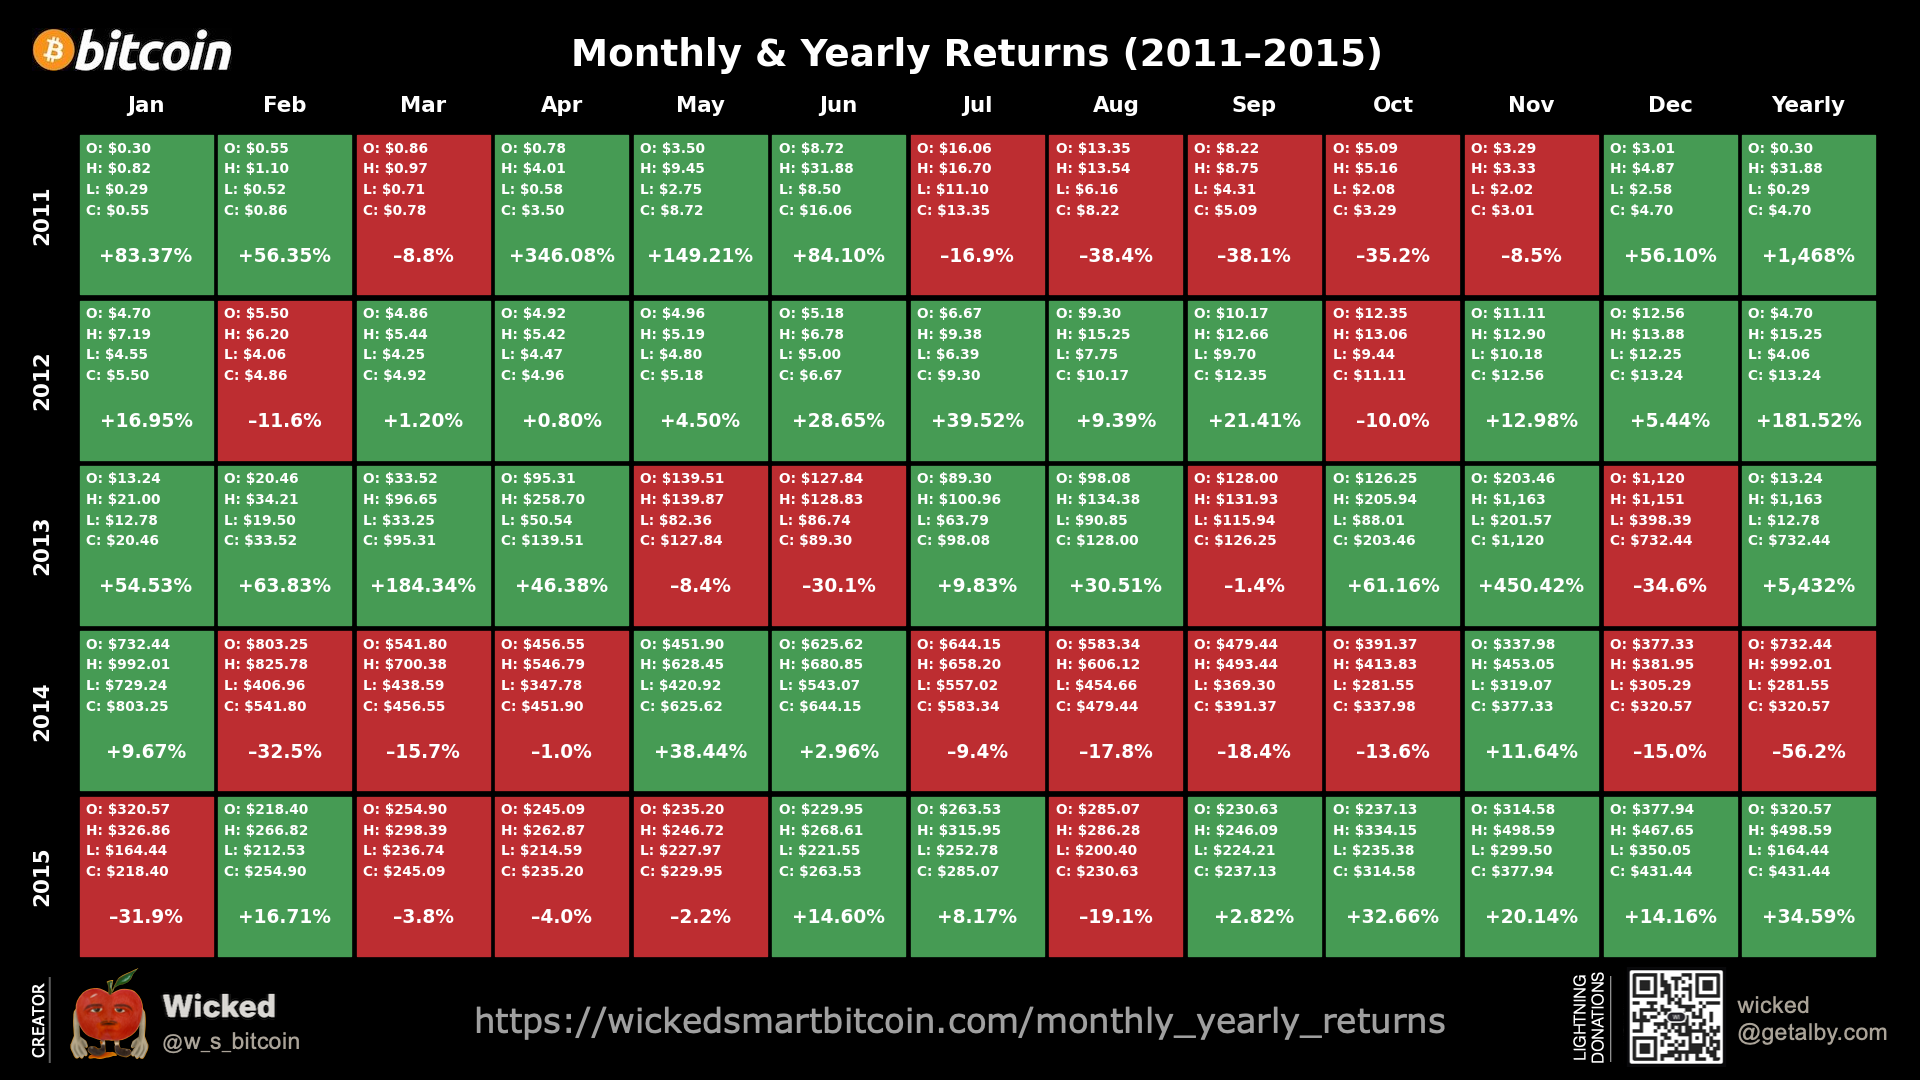 bitcoin
Monthly & Yearly Returns (2011–2015)
Jan Feb Mar Apr May Jun Jul Aug Sep Oct Nov Dec Yearly
2011
O: $0.30 O: $0.55 O: $0.86 O: $0.78 O: $3.50 O: $8.72 O: $16.06 O: $13.35 O: $8.22 O: $5.09 O: $3.29 O: $3.01 O: $0.30
H: $0.82 H: $1.10 H: $0.97 H: $4.01 H: $9.45 H: $31.88 H: $16.70 H: $13.54 H: $8.75 H: $5.16 H: $3.33 H: $4.87 H: $31.88
L: $0.29 L: $0.52 L: $0.71 L: $0.58 L: $2.75 L: $8.50 L: $11.10 L: $6.16 L: $4.31 L: $2.08 L: $2.02 L: $2.58 L: $0.29
C: $0.55 C: $0.86 C: $0.78 C: $3.50 C: $8.72 C: $16.06 C: $13.35 C: $8.22 C: $5.09 C: $3.29 C: $3.01 C: $4.70 C: $4.70
+83.37% +56.35% –8.8% +346.08% +149.21% +84.10% –16.9% –38.4% –38.1% –35.2% –8.5% +56.10% +1,468%
2012
O: $4.70 O: $5.50 O: $4.86 O: $4.92 O: $4.96 O: $5.18 O: $6.67 O: $9.30 O: $10.17 O: $12.35 O: $11.11 O: $12.56 O: $4.70
H: $7.19 H: $6.20 H: $5.44 H: $5.42 H: $5.19 H: $6.78 H: $9.38 H: $15.25 H: $12.66 H: $13.06 H: $12.90 H: $13.88 H: $15.25
L: $4.55 L: $4.06 L: $4.25 L: $4.47 L: $4.80 L: $5.00 L: $6.39 L: $7.75 L: $9.70 L: $9.44 L: $10.18 L: $12.25 L: $4.06
C: $5.50 C: $4.86 C: $4.92 C: $4.96 C: $5.18 C: $6.67 C: $9.30 C: $10.17 C: $12.35 C: $11.11 C: $12.56 C: $13.24 C: $13.24
+16.95% –11.6% +1.20% +0.80% +4.50% +28.65% +39.52% +9.39% +21.41% –10.0% +12.98% +5.44% +181.52%
2013
O: $13.24 O: $20.46 O: $33.52 O: $95.31 O: $139.51 O: $127.84 O: $89.30 O: $98.08 O: $128.00 O: $126.25 O: $203.46 O: $1,120 O: $13.24
H: $21.00 H: $34.21 H: $96.65 H: $258.70 H: $139.87 H: $128.83 H: $100.96 H: $134.38 H: $131.93 H: $205.94 H: $1,163 H: $1,151 H: $1,163
L: $12.78 L: $19.50 L: $33.25 L: $50.54 L: $82.36 L: $86.74 L: $63.79 L: $90.85 L: $115.94 L: $88.01 L: $201.57 L: $398.39 L: $12.78
C: $20.46 C: $33.52 C: $95.31 C: $139.51 C: $127.84 C: $89.30 C: $98.08 C: $128.00 C: $126.25 C: $203.46 C: $1,120 C: $732.44 C: $732.44
+54.53% +63.83% +184.34% +46.38% –8.4% –30.1% +9.83% +30.51% –1.4% +61.16% +450.42% –34.6% +5,432%
2014
O: $732.44 O: $803.25 O: $541.80 O: $456.55 O: $451.90 O: $625.62 O: $644.15 O: $583.34 O: $479.44 O: $391.37 O: $337.98 O: $377.33 O: $732.44
H: $992.01 H: $825.78 H: $700.38 H: $546.79 H: $628.45 H: $680.85 H: $658.20 H: $606.12 H: $493.44 H: $413.83 H: $453.05 H: $381.95 H: $992.01
L: $729.24 L: $406.96 L: $438.59 L: $347.78 L: $420.92 L: $543.07 L: $557.02 L: $454.66 L: $369.30 L: $281.55 L: $319.07 L: $305.29 L: $281.55
C: $803.25 C: $541.80 C: $456.55 C: $451.90 C: $625.62 C: $644.15 C: $583.34 C: $479.44 C: $391.37 C: $337.98 C: $377.33 C: $320.57 C: $320.57
+9.67% –32.5% –15.7% –1.0% +38.44% +2.96% –9.4% –17.8% –18.4% –13.6% +11.64% –15.0% –56.2%
2015
O: $320.57 O: $218.40 O: $254.90 O: $245.09 O: $235.20 O: $229.95 O: $263.53 O: $285.07 O: $230.63 O: $237.13 O: $314.58 O: $377.94 O: $320.57
H: $326.86 H: $266.82 H: $298.39 H: $262.87 H: $246.72 H: $268.61 H: $315.95 H: $286.28 H: $246.09 H: $334.15 H: $498.59 H: $467.65 H: $498.59
L: $164.44 L: $212.53 L: $236.74 L: $214.59 L: $227.97 L: $221.55 L: $252.78 L: $200.40 L: $224.21 L: $235.38 L: $299.50 L: $350.05 L: $164.44
C: $218.40 C: $254.90 C: $245.09 C: $235.20 C: $229.95 C: $263.53 C: $285.07 C: $230.63 C: $237.13 C: $314.58 C: $377.94 C: $431.44 C: $431.44
–31.9% +16.71% –3.8% –4.0% –2.2% +14.60% +8.17% –19.1% +2.82% +32.66% +20.14% +14.16% +34.59%
CREATOR
Wicked
@w_s_bitcoin
https://wickedsmartbitcoin.com/monthly_yearly_returns
LIGHTNING
DONATIONS
wicked
@getalby.com